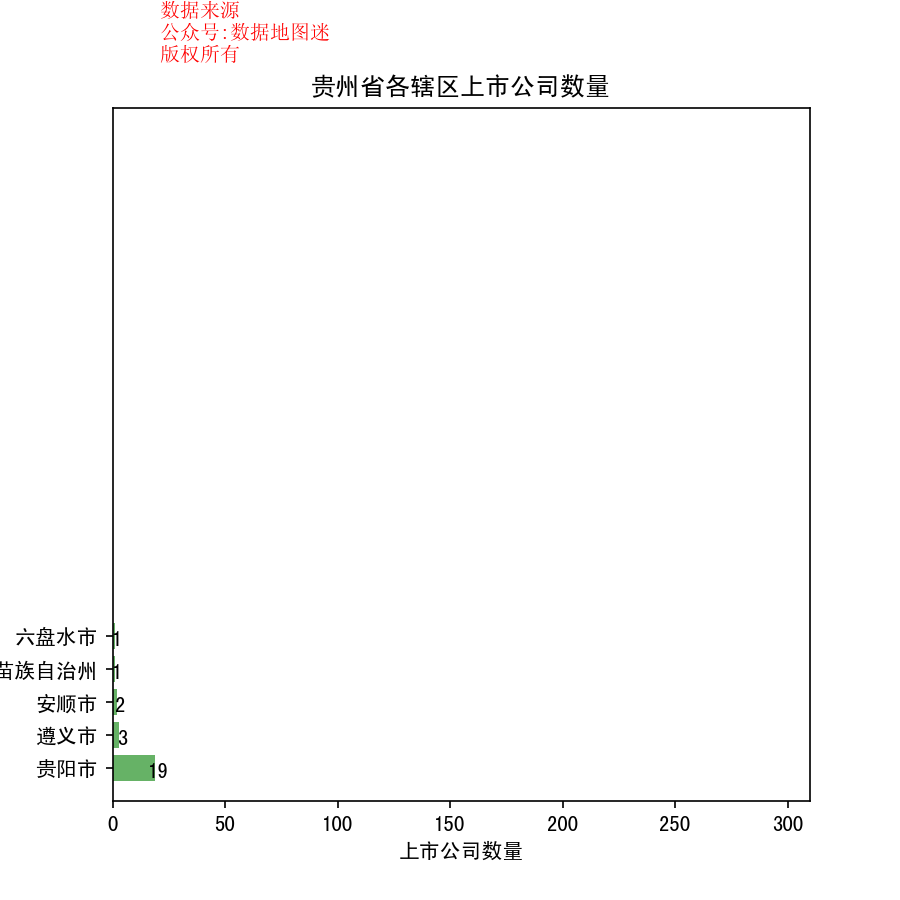 数据来源
公众号:数据地图迷
版权所有
贵州省各辖区上市公司数量
六盘水市 1
苗族自治州 1
安顺市 2
遵义市 3
贵阳市 19
0 50 100 150 200 250 300
上市公司数量